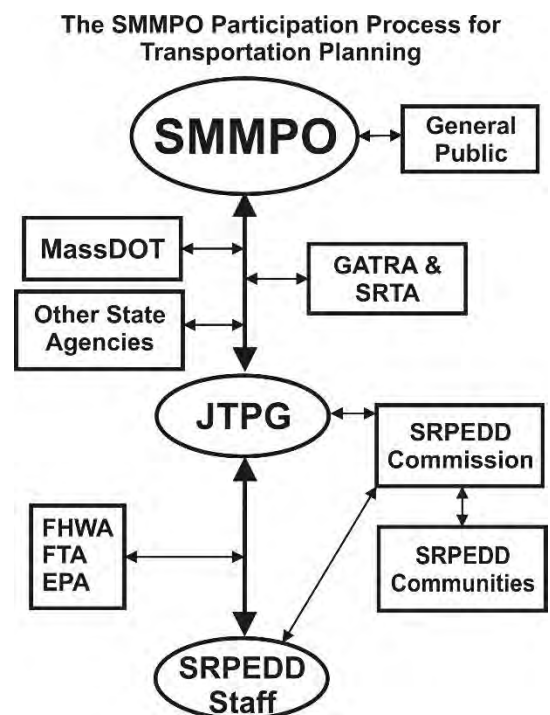 The SMMPO Participation Process for
Transportation Planning
SMMPO
General
Public
MassDOT
GATRA &
SRTA
Other State
Agencies
JTPG
SRPEDD
Commission
FHWA
FTA
EPA
SRPEDD
Communities
SRPEDD
Staff